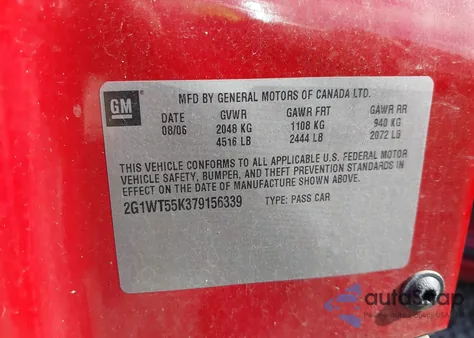 GM
MFD BY GENERAL MOTORS OF CANADA LTD.
DATE GVWR GAWR FRT GAWR RR
08/06 2048 KG 1108 KG 940 KG
4516 LB 2444 LB 2072 LB
THIS VEHICLE CONFORMS TO ALL APPLICABLE U.S. FEDERAL MOTOR
VEHICLE SAFETY, BUMPER, AND THEFT PREVENTION STANDARDS IN
EFFECT ON THE DATE OF MANUFACTURE SHOWN ABOVE.
2G1WT55K379156339 TYPE: PASS CAR
autoSnap